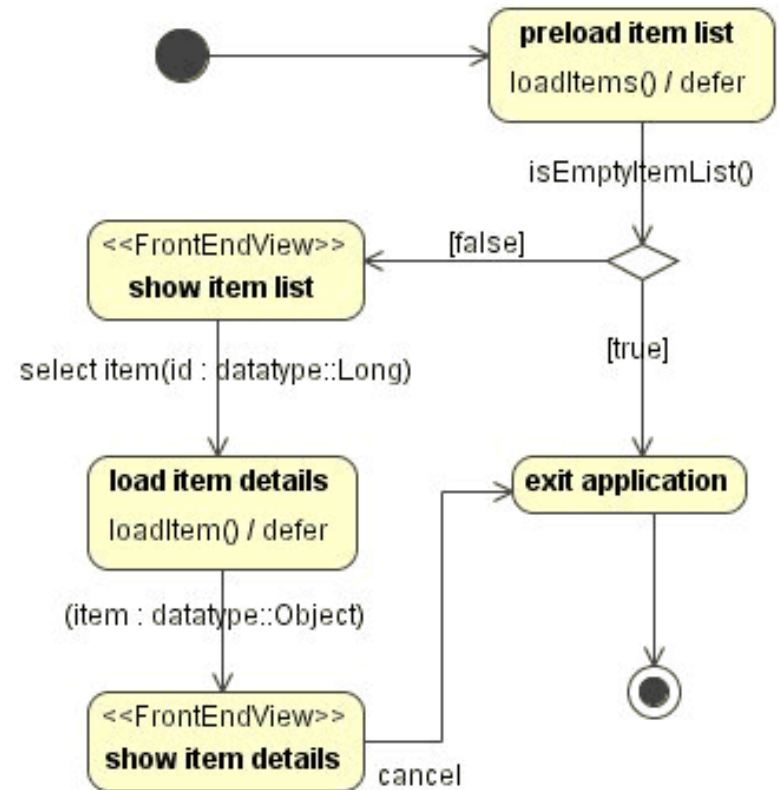 preload item list
loadItems() / defer
isEmptyItemList()
<<FrontEndView>>
show item list
[false]
[true]
select item(id : datatype::Long)
load item details
loadItem() / defer
exit application
(item : datatype::Object)
<<FrontEndView>>
show item details
cancel